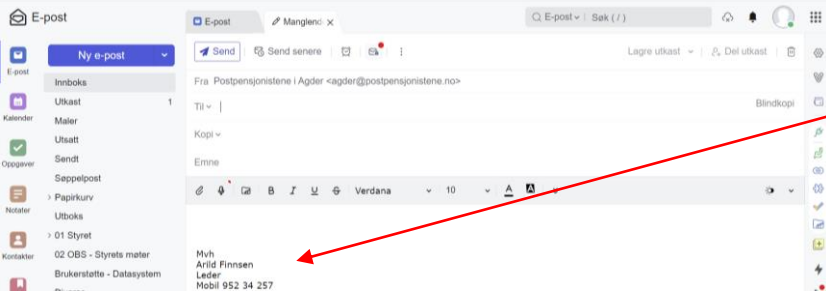 E-post
E-post
Manglend
E-post
Søk ( / )
Ny e-post
Send
Send senere
Lagre utkast
Del utkast
E-post
Innboks
Fra Postpensjonistene i Agder <agder@postpensjonistene.no>
Utkast 1
Til
Blindkopi
Kalender
Maler
Kopi
Utsatt
Oppgaver
Sendt
Emne
Søppelpost
B I U Verdana 10 A A
Papirkurv
Notater
Utboks
01 Styret
Kontakter
02 OBS - Styrets møter
Brukerstøtte - Datasystem
Mvh
Arild Finnsen
Leder
Mobil 952 34 257